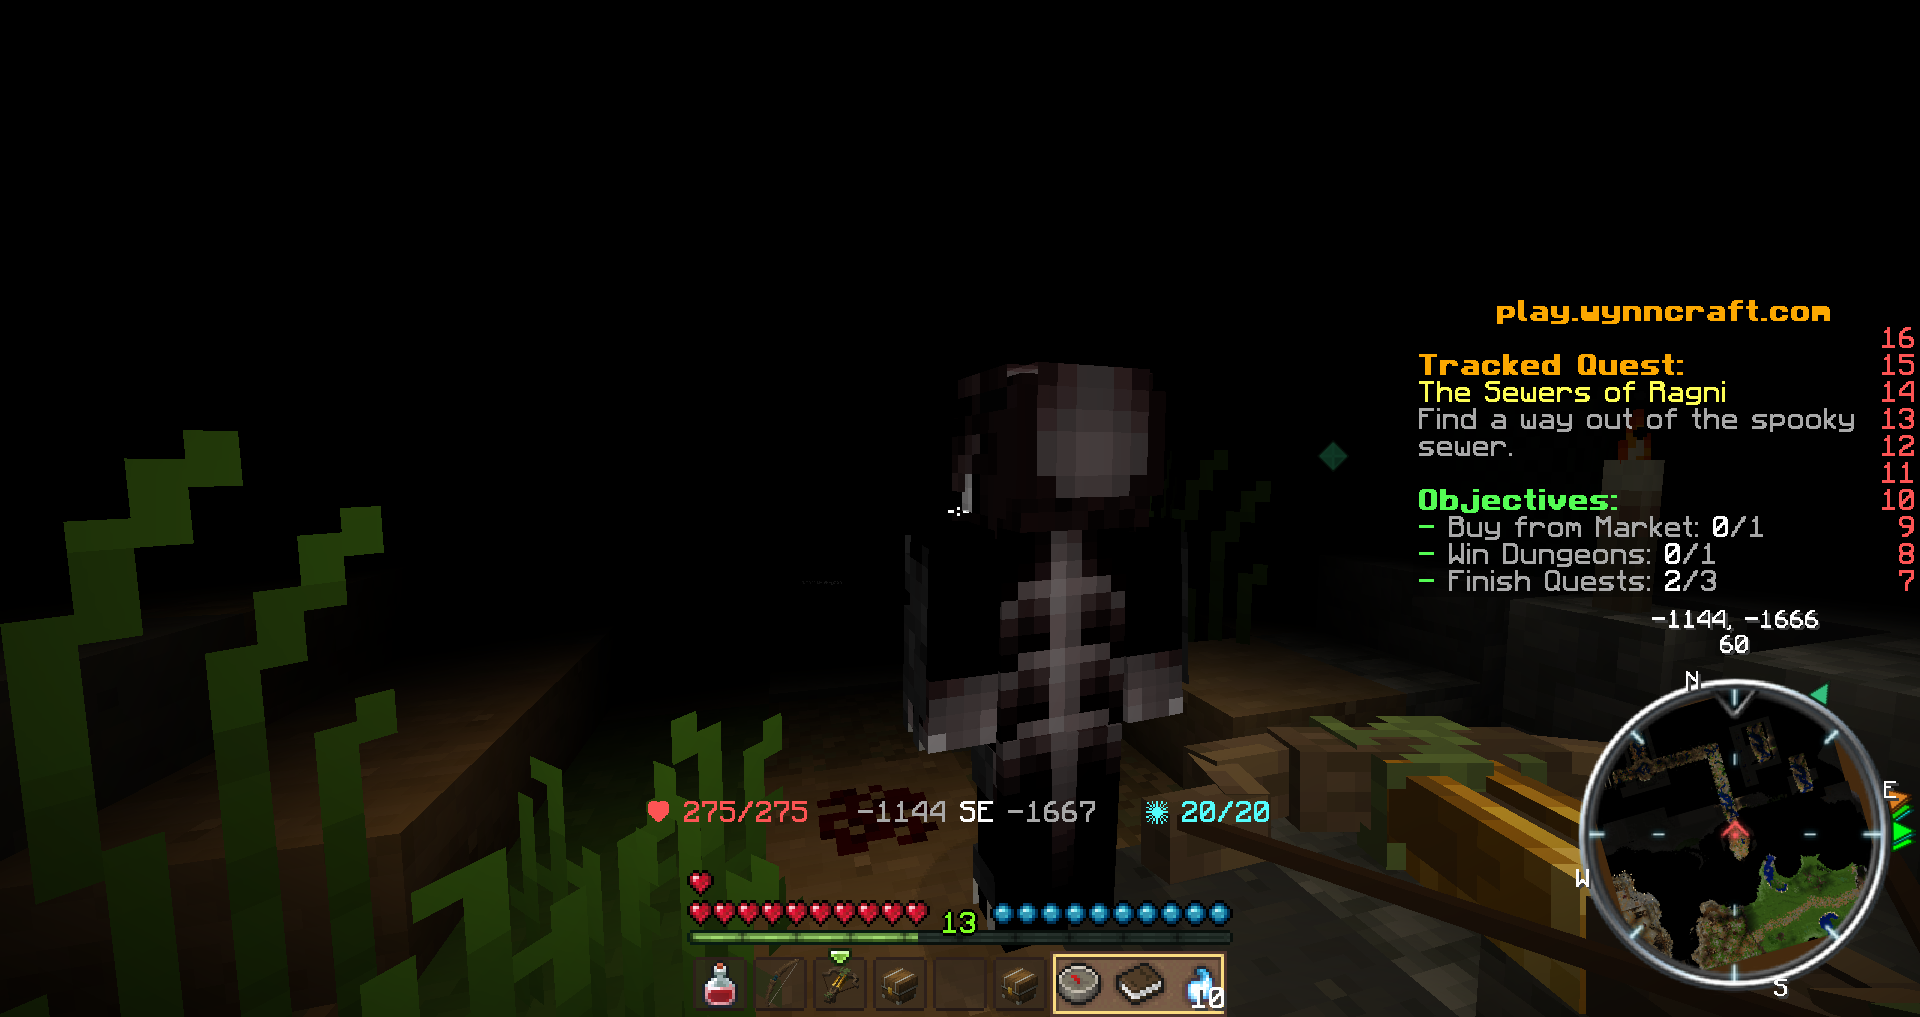 play.wynncraft.com
16
Tracked Quest: 15
The Sewers of Ragni 14
Find a way out of the spooky 13
sewer. 12
11
Objectives: 10
- Buy from Market: 0/1 9
- Win Dungeons: 0/1 8
- Finish Quests: 2/3 7
-1144, -1666
60
N
E
W
S
275/275 -1144 SE -1667 20/20
13
10